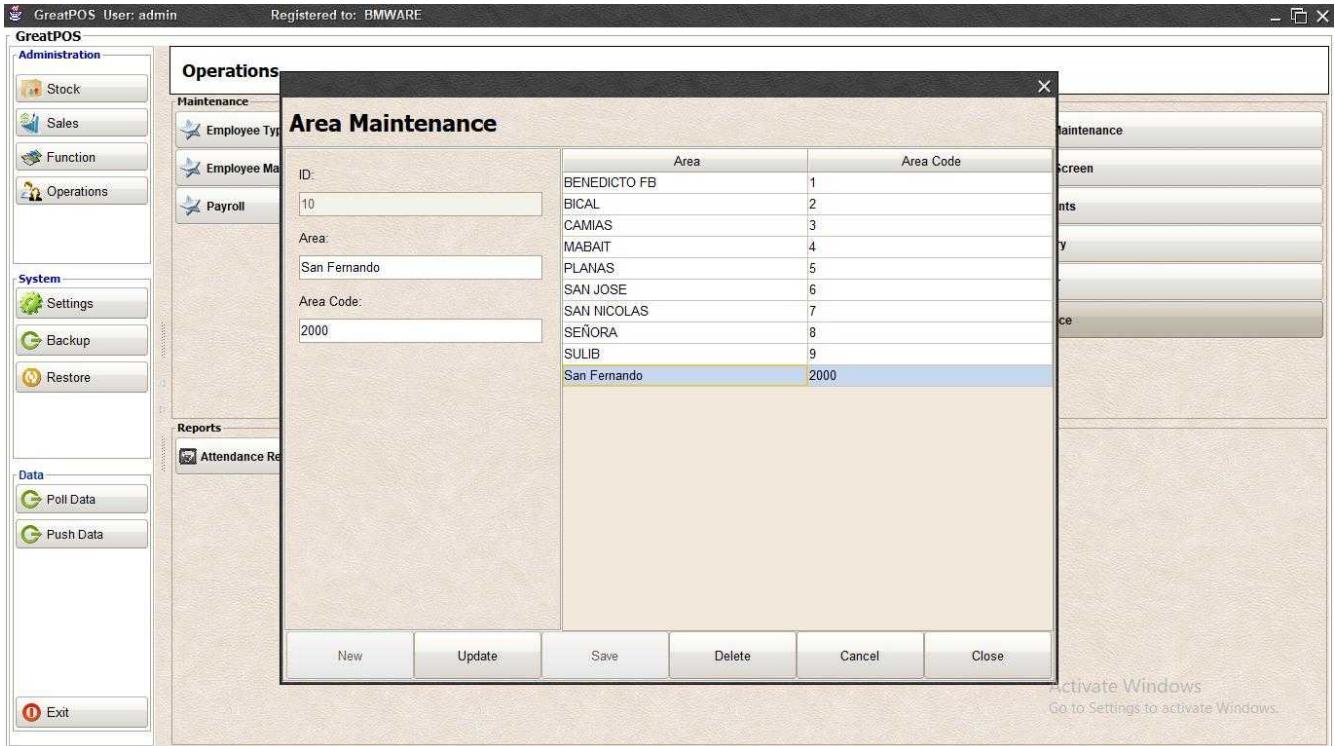 GreatPOS User: admin Registered to: BMWARE
GreatPOS
Administration
Stock
Sales
Function
Operations
System
Settings
Backup
Restore
Data
Poll Data
Push Data
Exit
Operations
Maintenance
Employee Typ
Employee Ma
Payroll
Reports
Attendance Re
Area Maintenance
ID:
10
Area:
San Fernando
Area Code:
2000
Area Area Code
BENEDICTO FB 1
BICAL 2
CAMIAS 3
MABAIT 4
PLANAS 5
SAN JOSE 6
SAN NICOLAS 7
SEÑORA 8
SULIB 9
San Fernando 2000
New Update Save Delete Cancel Close
Maintenance
Screen
nts
ry
ce
Activate Windows
Go to Settings to activate Windows.